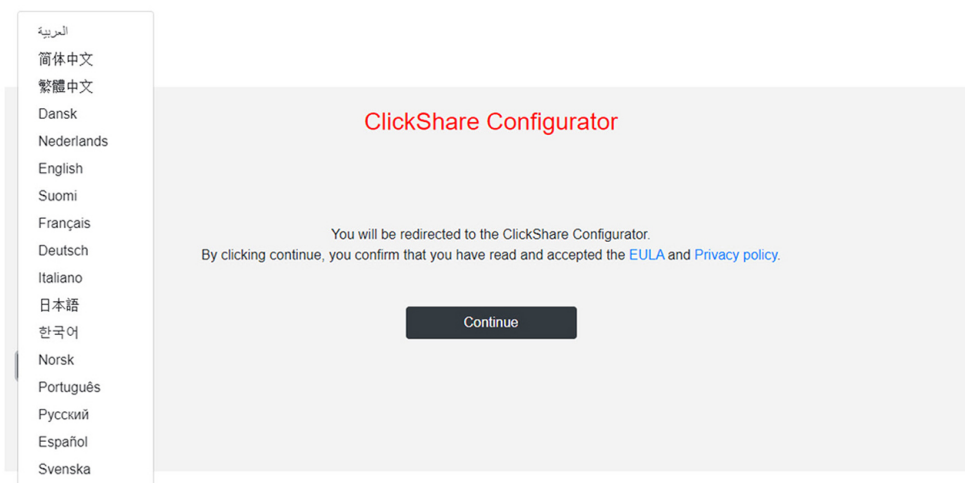 العربية
简体中文
繁體中文
Dansk
Nederlands
English
Suomi
Français
Deutsch
Italiano
日本語
한국어
Norsk
Português
Русский
Español
Svenska
ClickShare Configurator
You will be redirected to the ClickShare Configurator.
By clicking continue, you confirm that you have read and accepted the EULA and Privacy policy.
Continue